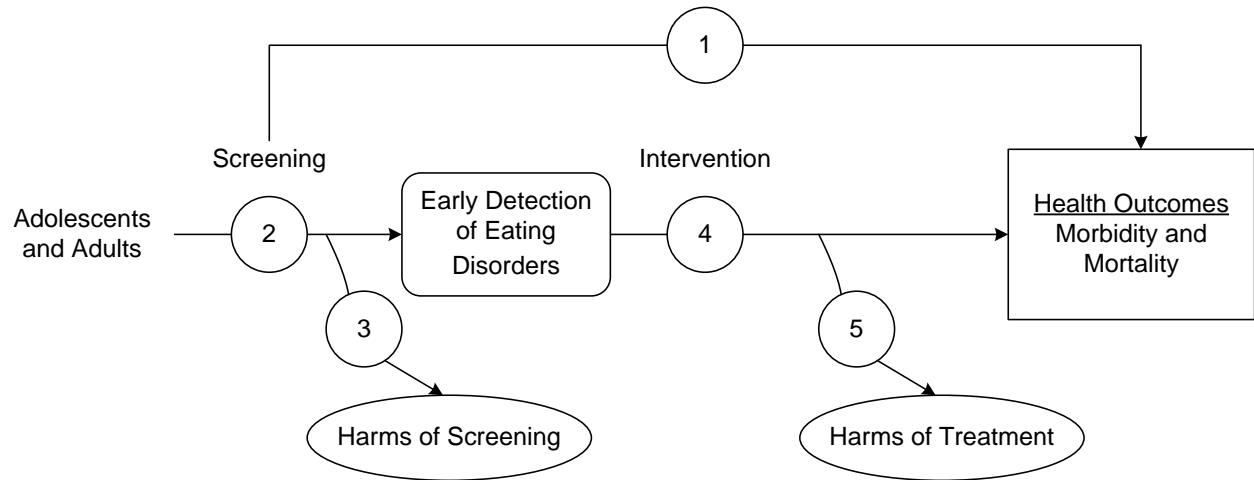 1
Screening
Intervention
Adolescents
and Adults
2
Early Detection
of Eating
Disorders
4
Health Outcomes
Morbidity and
Mortality
3
5
Harms of Screening
Harms of Treatment